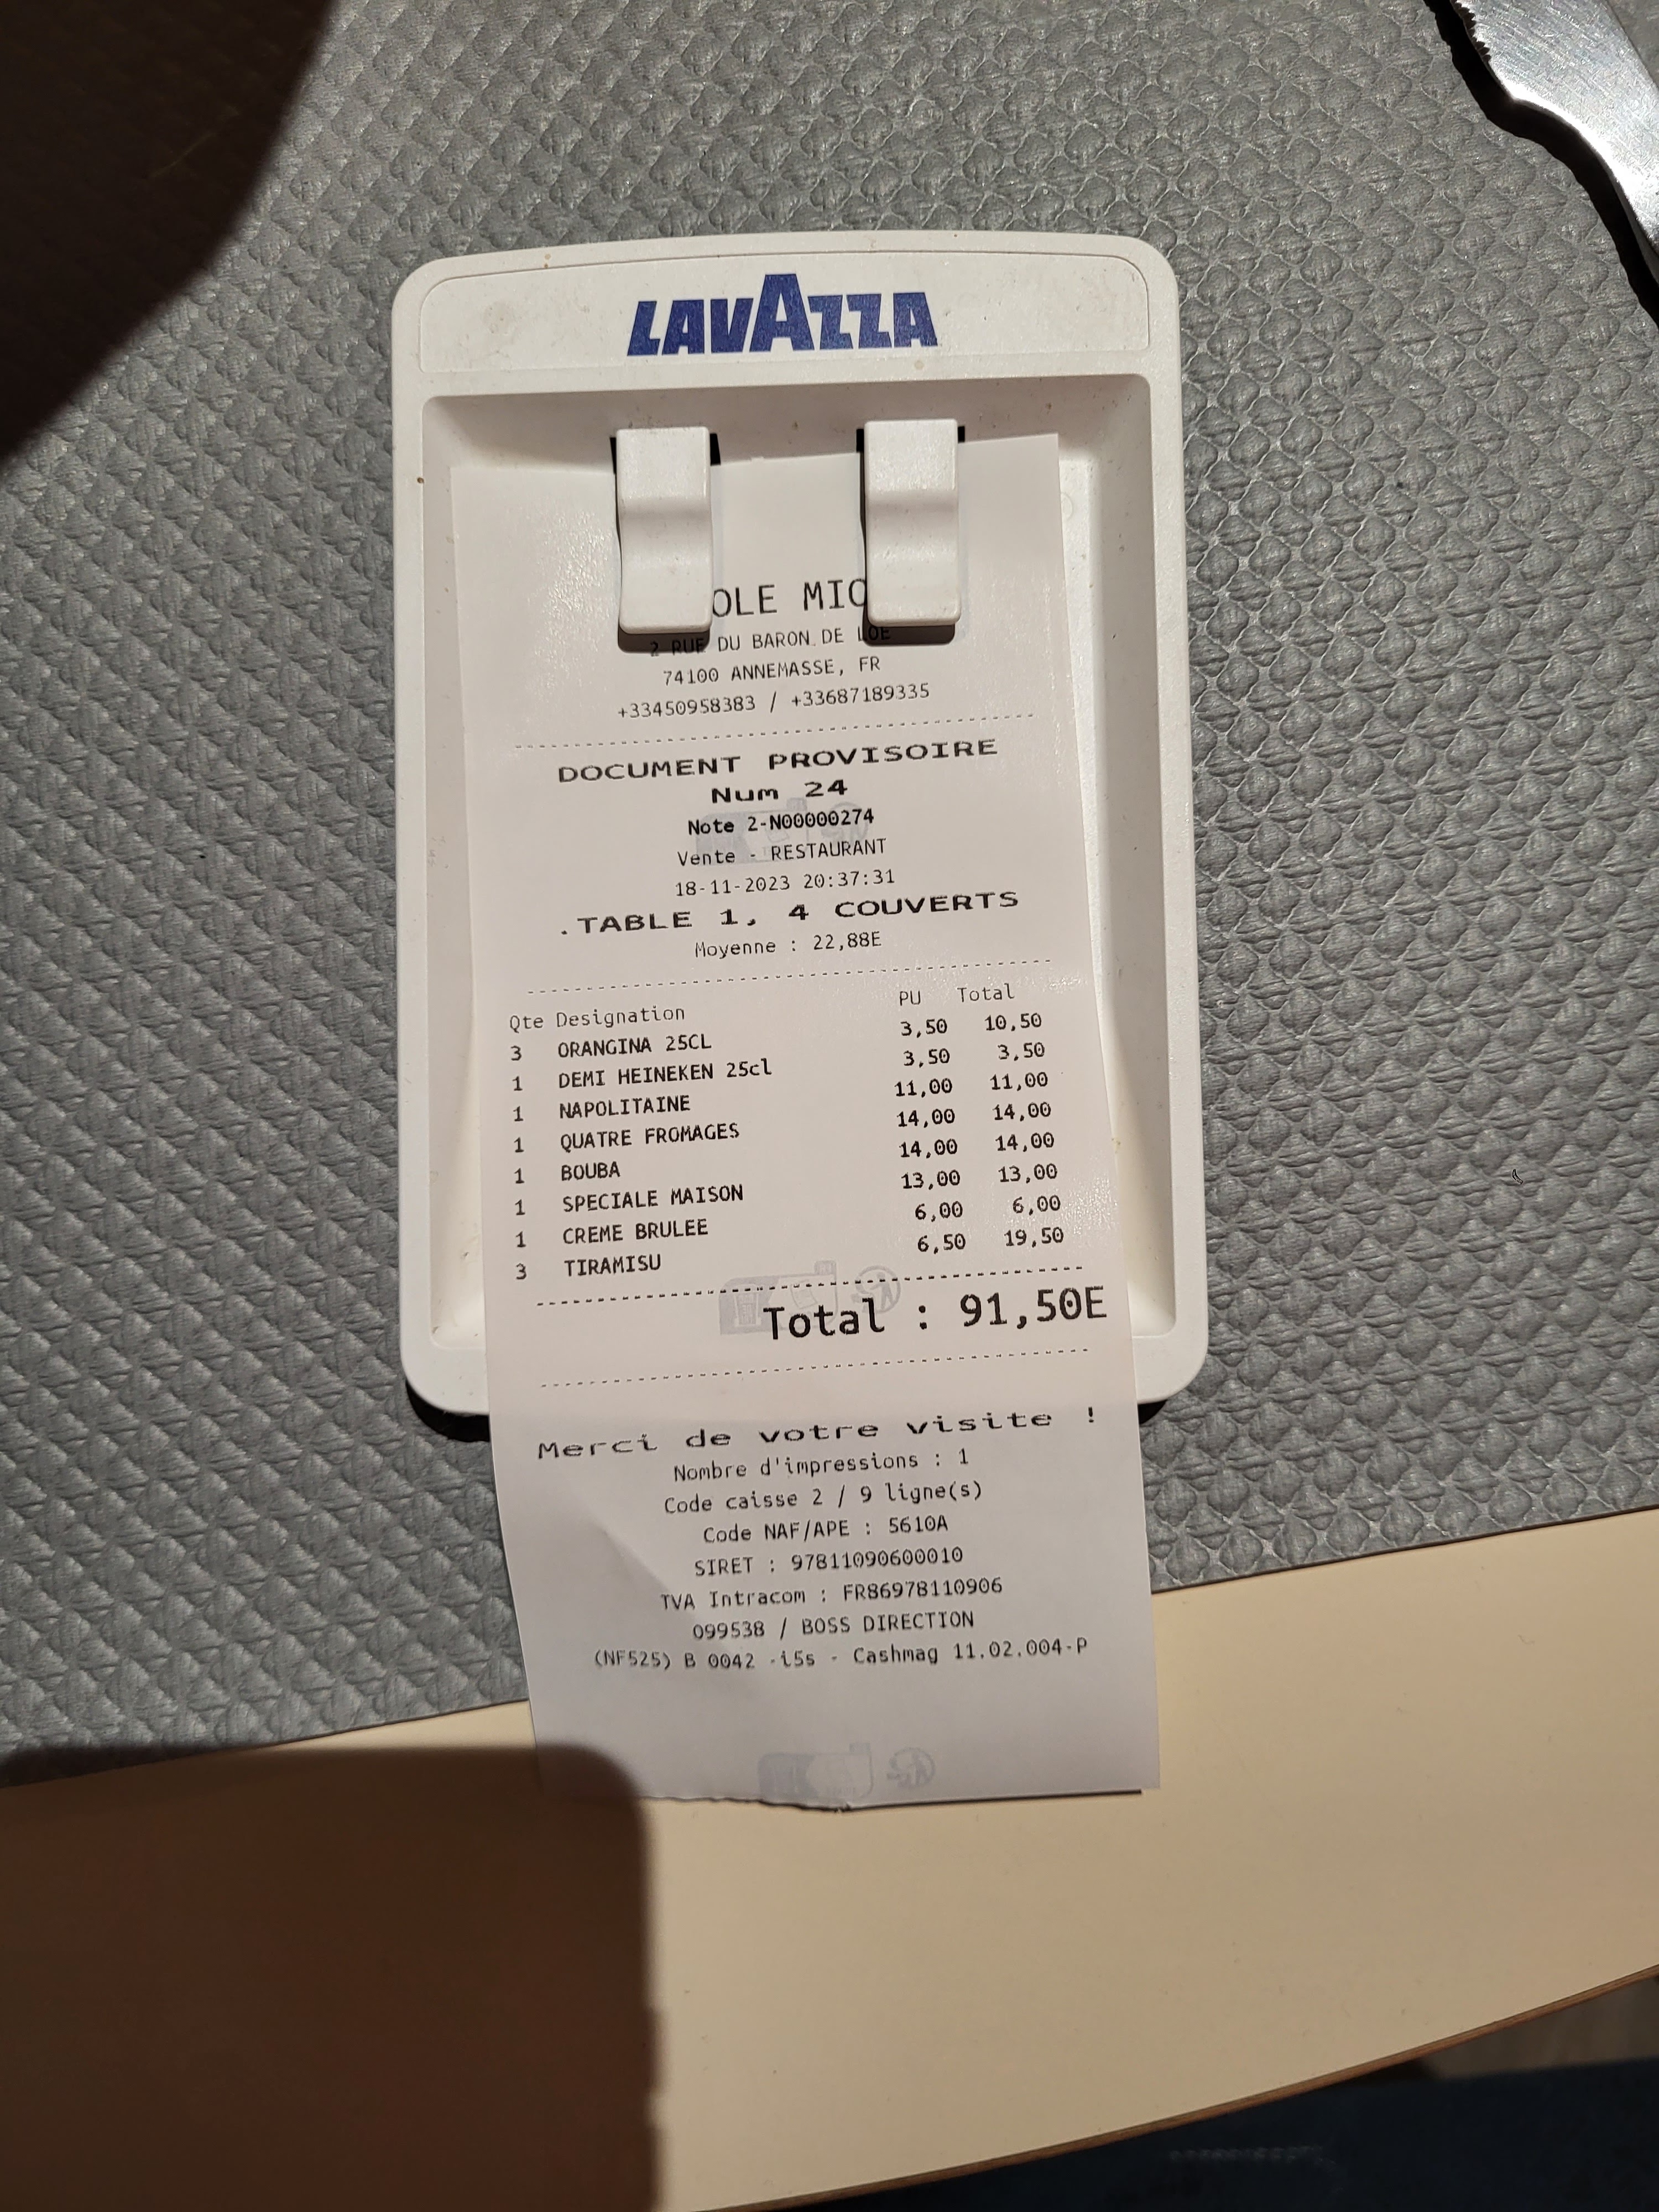 LAVAZZA
OLE MIO
2 RUE DU BARON DE LOE
74100 ANNEMASSE, FR
+33450958383 / +33687189335
DOCUMENT PROVISOIRE
Num 24
Note 2-N00000274
Vente - RESTAURANT
18-11-2023 20:37:31
.TABLE 1, 4 COUVERTS
Moyenne : 22,88E
Qte Designation PU Total
3 ORANGINA 25CL 3,50 10,50
1 DEMI HEINEKEN 25cl 3,50 3,50
1 NAPOLITAINE 11,00 11,00
1 QUATRE FROMAGES 14,00 14,00
1 BOUBA 14,00 14,00
1 SPECIALE MAISON 13,00 13,00
1 CREME BRULEE 6,00 6,00
3 TIRAMISU 6,50 19,50
Total : 91,50E
Merci de votre visite !
Nombre d'impressions : 1
Code caisse 2 / 9 ligne(s)
Code NAF/APE : 5610A
SIRET : 97811090600010
TVA Intracom : FR86978110906
099538 / BOSS DIRECTION
(NF525) B 0042 -i5s - Cashmag 11.02.004-P